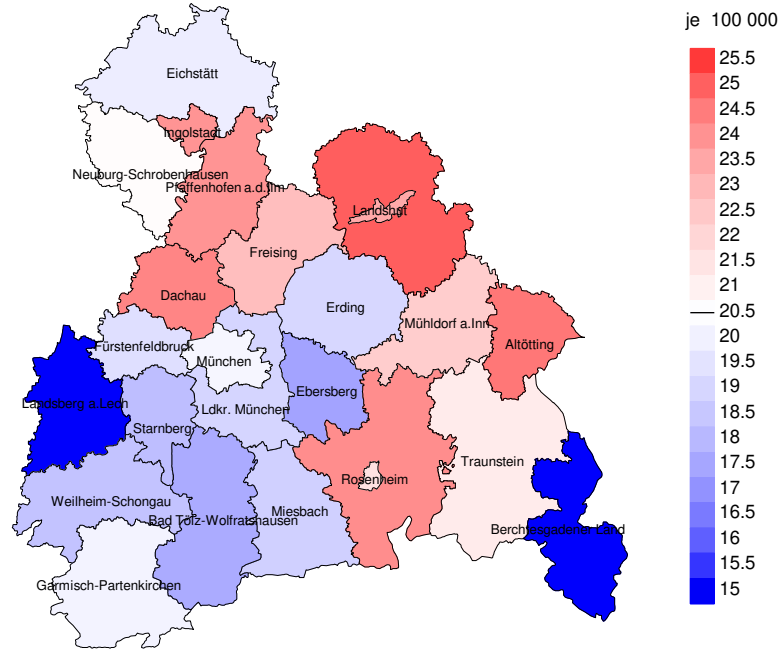 je 100 000
25.5
25
24.5
24
23.5
23
22.5
22
21.5
21
20.5
20
19.5
19
18.5
18
17.5
17
16.5
16
15.5
15
Eichstätt
Ingolstadt
Neuburg-Schrobenhausen
Pfaffenhofen a.d.Ilm
Landshut
Freising
Dachau
Erding
Mühldorf a.Inn
Altötting
Fürstenfeldbruck
München
Ebersberg
Landsberg a.Lech
Ldkr. München
Starnberg
Traunstein
Rosenheim
Weilheim-Schongau
Miesbach
Bad Tölz-Wolfratshausen
Berchtesgadener Land
Garmisch-Partenkirchen